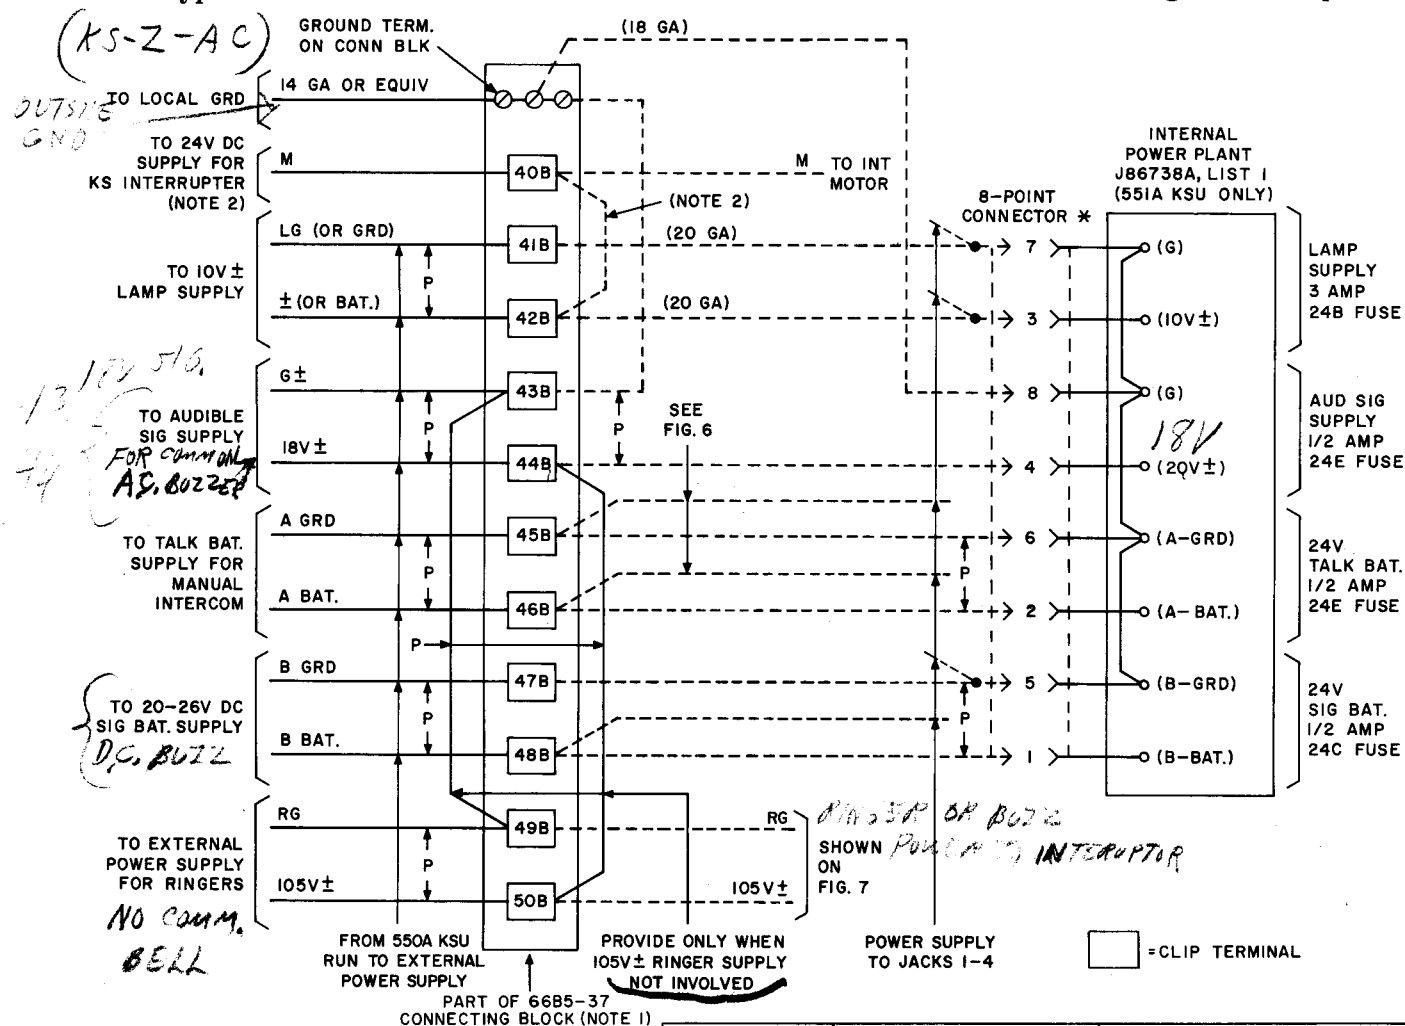 (KS-Z-AC)
GROUND TERM.
ON CONN BLK
(18 GA)
14 GA OR EQUIV
TO LOCAL GRD
OUTSIDE
GND
TO 24V DC
SUPPLY FOR
KS INTERRUPTER
(NOTE 2)
M
40B
M TO INT
MOTOR
(NOTE 2)
INTERNAL
POWER PLANT
J86738A, LIST 1
(551A KSU ONLY)
8-POINT
CONNECTOR *
LG (OR GRD)
41B
(20 GA)
7
(G)
TO 10V ±
LAMP SUPPLY
P
LAMP
SUPPLY
3 AMP
24B FUSE
± (OR BAT.)
42B
(20 GA)
3
(10V ±)
18V SIG.
G ±
43B
8
(G)
TO AUDIBLE
SIG SUPPLY
FOR COMMON
A.C. BUZZER
P
P
SEE
FIG. 6
AUD SIG
SUPPLY
1/2 AMP
24E FUSE
18V ±
44B
4
18V
(20V ±)
A GRD
45B
6
(A-GRD)
TO TALK BAT.
SUPPLY FOR
MANUAL
INTERCOM
P
P
24V
TALK BAT.
1/2 AMP
24E FUSE
A BAT.
46B
2
(A-BAT.)
P
B GRD
47B
5
(B-GRD)
TO 20-26V DC
SIG BAT. SUPPLY
D.C. BUZZ
P
P
24V
SIG BAT.
1/2 AMP
24C FUSE
B BAT.
48B
1
(B-BAT.)
RG
49B
RG
TO EXTERNAL
POWER SUPPLY
FOR RINGERS
NO COMM.
BELL
P
SHOWN
ON
FIG. 7
OR BUZZ
INTERUPTOR
105V ±
50B
105V ±
FROM 550A KSU
RUN TO EXTERNAL
POWER SUPPLY
PROVIDE ONLY WHEN
105V ± RINGER SUPPLY
NOT INVOLVED
POWER SUPPLY
TO JACKS 1-4
=CLIP TERMINAL
PART OF 66B5-37
CONNECTING BLOCK (NOTE 1)